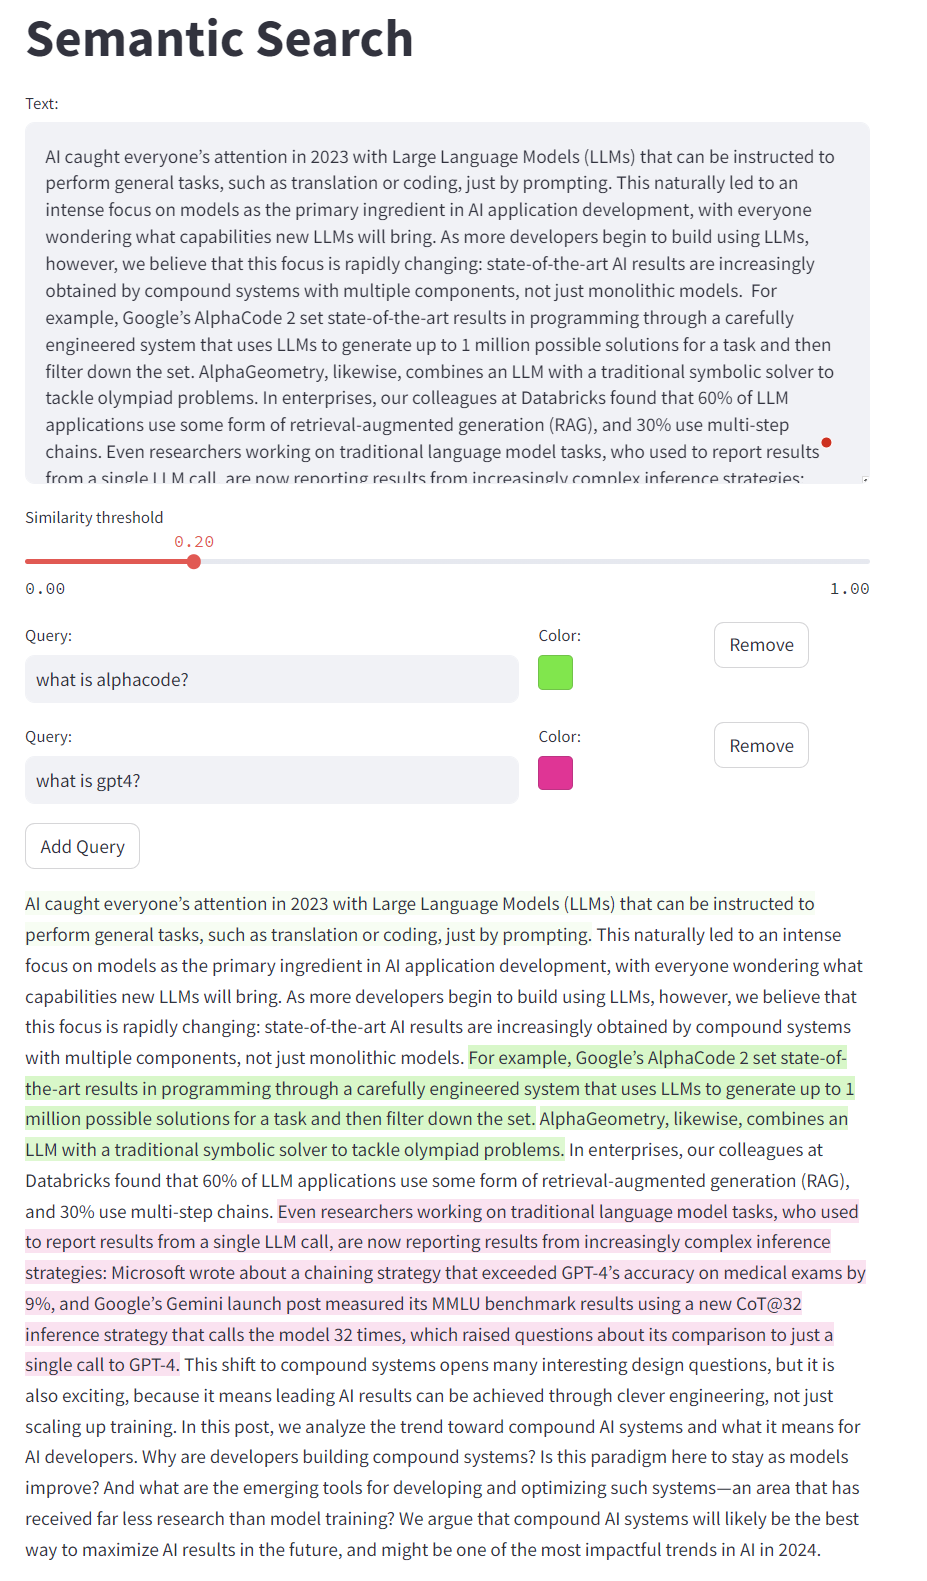 Semantic Search
Text:
AI caught everyone’s attention in 2023 with Large Language Models (LLMs) that can be instructed to
perform general tasks, such as translation or coding, just by prompting. This naturally led to an
intense focus on models as the primary ingredient in AI application development, with everyone
wondering what capabilities new LLMs will bring. As more developers begin to build using LLMs,
however, we believe that this focus is rapidly changing: state-of-the-art AI results are increasingly
obtained by compound systems with multiple components, not just monolithic models.  For
example, Google’s AlphaCode 2 set state-of-the-art results in programming through a carefully
engineered system that uses LLMs to generate up to 1 million possible solutions for a task and then
filter down the set. AlphaGeometry, likewise, combines an LLM with a traditional symbolic solver to
tackle olympiad problems. In enterprises, our colleagues at Databricks found that 60% of LLM
applications use some form of retrieval-augmented generation (RAG), and 30% use multi-step
chains. Even researchers working on traditional language model tasks, who used to report results
from a single LLM call, are now reporting results from increasingly complex inference strategies:
Similarity threshold
0.20
0.00 1.00
Query: Color: Remove
what is alphacode?
Query: Color: Remove
what is gpt4?
Add Query
AI caught everyone’s attention in 2023 with Large Language Models (LLMs) that can be instructed to
perform general tasks, such as translation or coding, just by prompting. This naturally led to an intense
focus on models as the primary ingredient in AI application development, with everyone wondering what
capabilities new LLMs will bring. As more developers begin to build using LLMs, however, we believe that
this focus is rapidly changing: state-of-the-art AI results are increasingly obtained by compound systems
with multiple components, not just monolithic models. For example, Google’s AlphaCode 2 set state-of-
the-art results in programming through a carefully engineered system that uses LLMs to generate up to 1
million possible solutions for a task and then filter down the set. AlphaGeometry, likewise, combines an
LLM with a traditional symbolic solver to tackle olympiad problems. In enterprises, our colleagues at
Databricks found that 60% of LLM applications use some form of retrieval-augmented generation (RAG),
and 30% use multi-step chains. Even researchers working on traditional language model tasks, who used
to report results from a single LLM call, are now reporting results from increasingly complex inference
strategies: Microsoft wrote about a chaining strategy that exceeded GPT-4’s accuracy on medical exams by
9%, and Google’s Gemini launch post measured its MMLU benchmark results using a new CoT@32
inference strategy that calls the model 32 times, which raised questions about its comparison to just a
single call to GPT-4. This shift to compound systems opens many interesting design questions, but it is
also exciting, because it means leading AI results can be achieved through clever engineering, not just
scaling up training. In this post, we analyze the trend toward compound AI systems and what it means for
AI developers. Why are developers building compound systems? Is this paradigm here to stay as models
improve? And what are the emerging tools for developing and optimizing such systems—an area that has
received far less research than model training? We argue that compound AI systems will likely be the best
way to maximize AI results in the future, and might be one of the most impactful trends in AI in 2024.